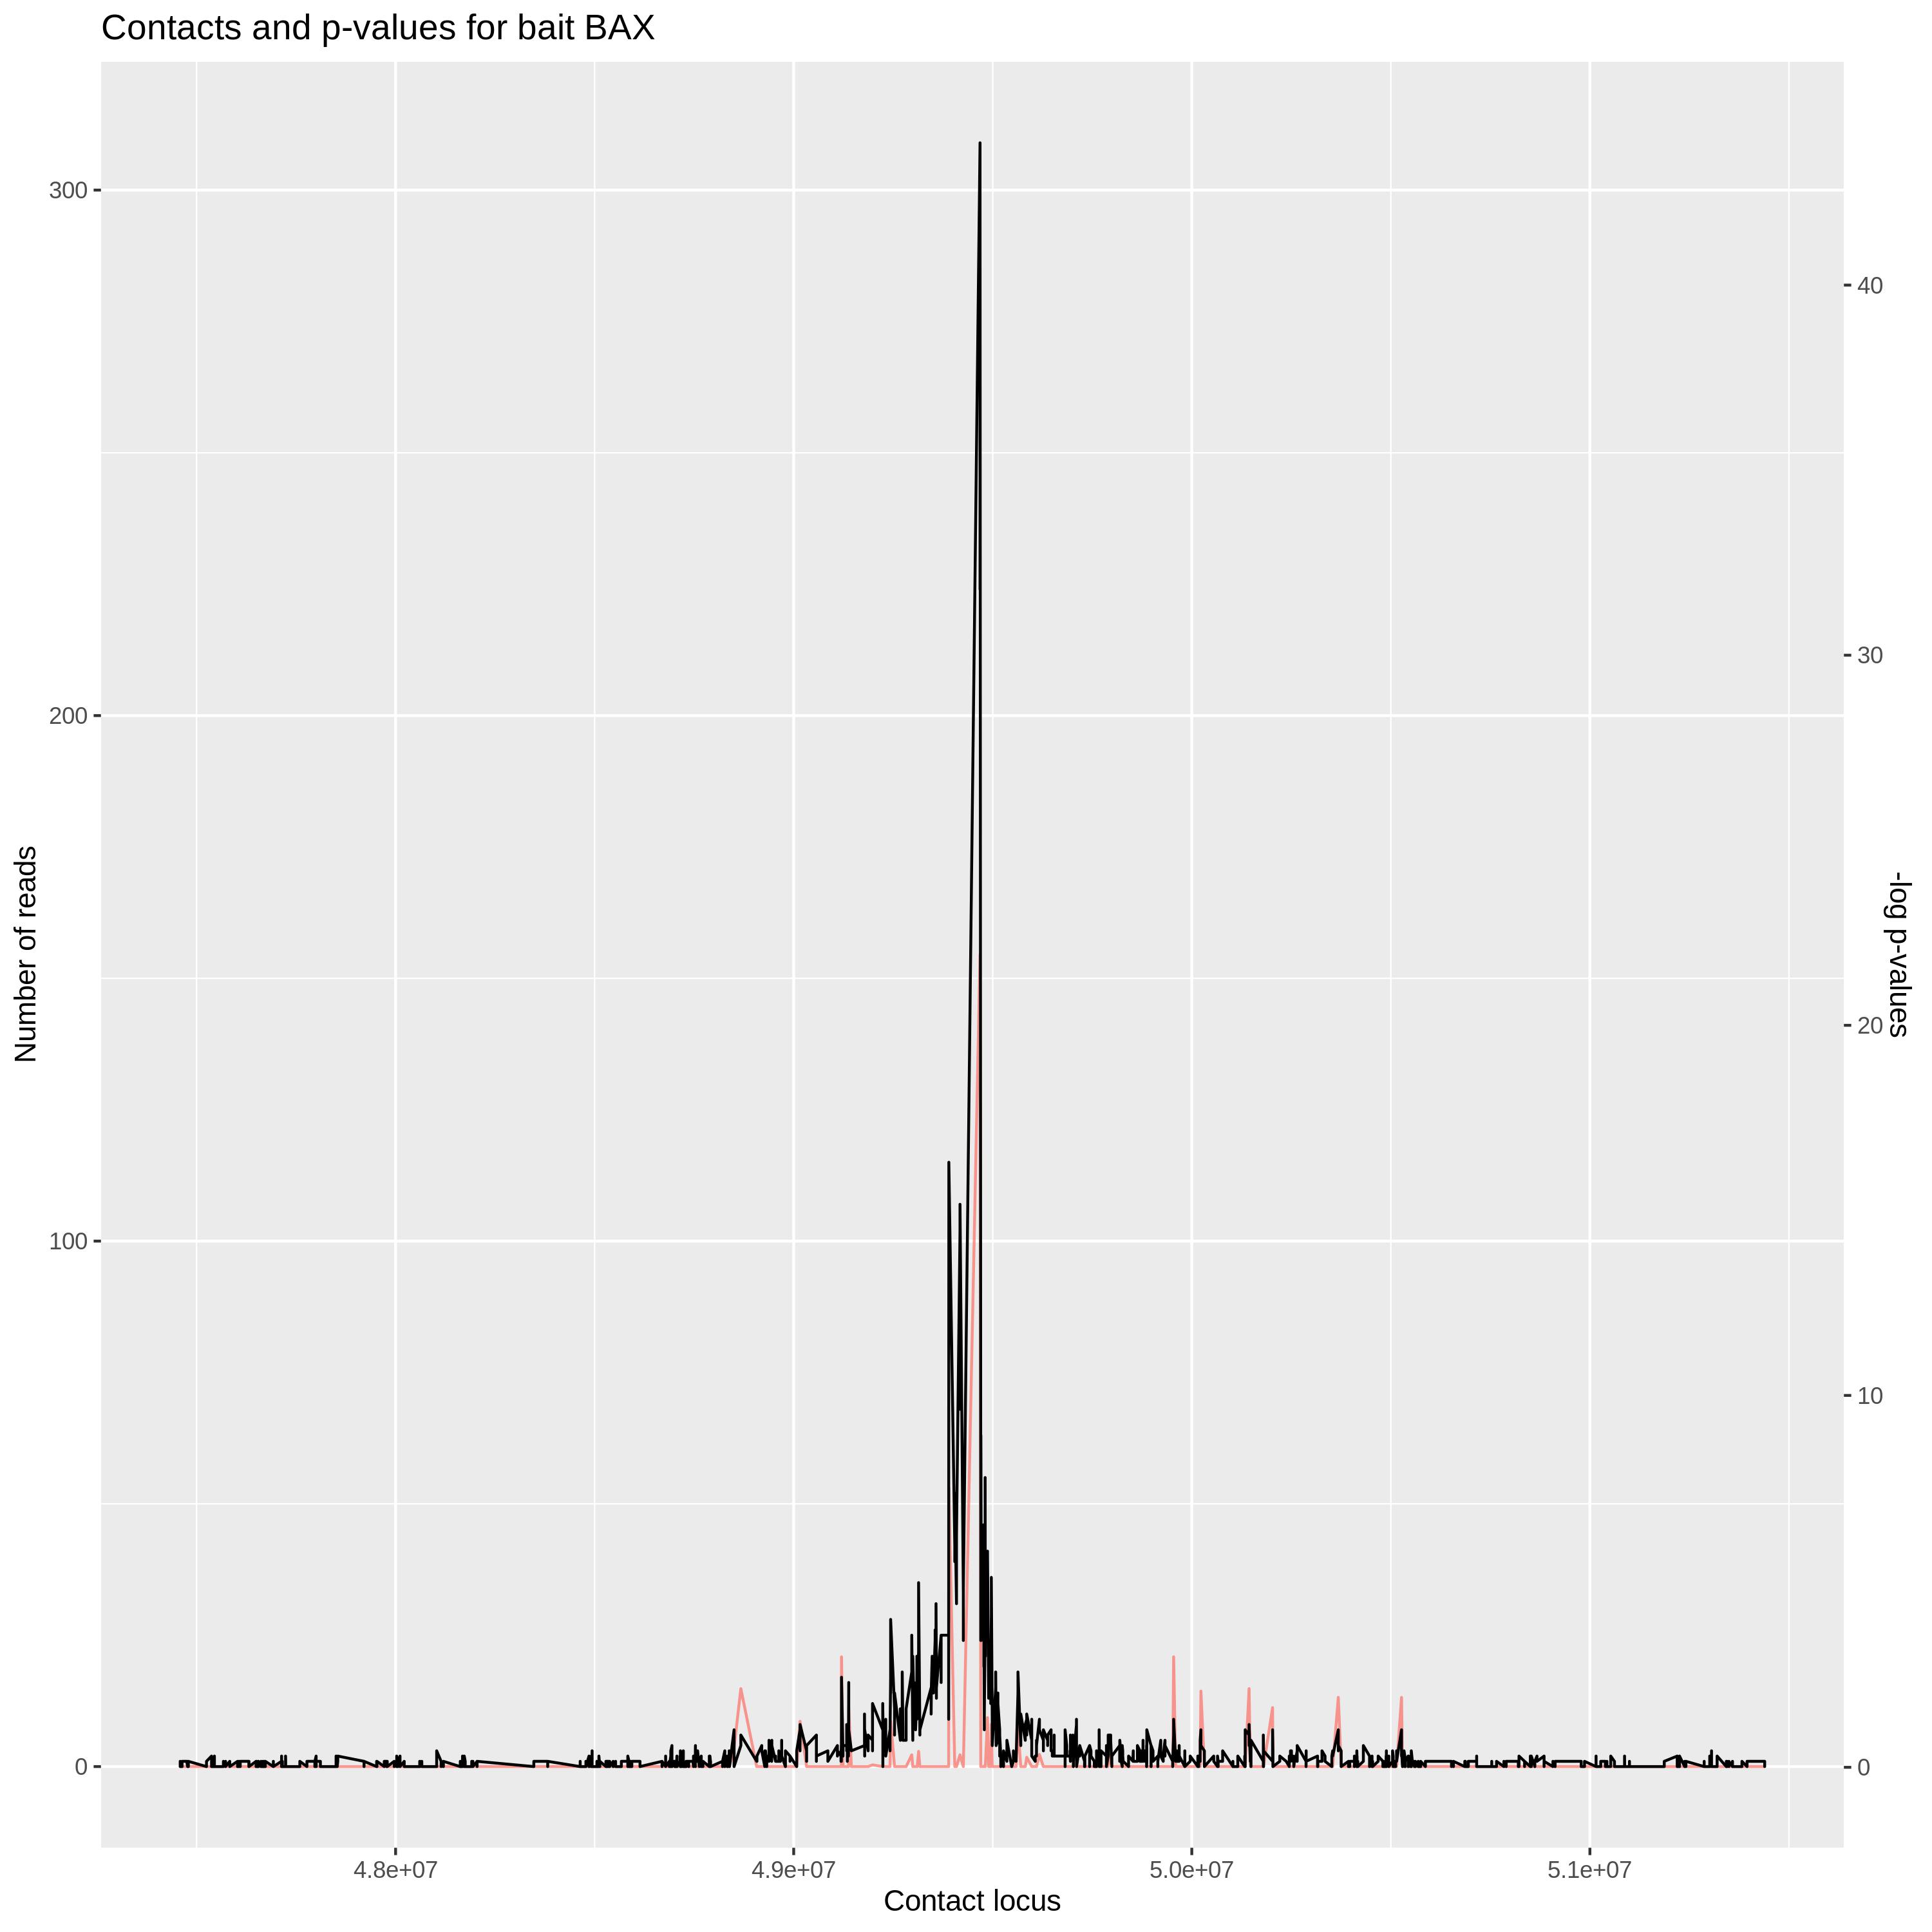 Contacts and p-values for bait BAX
300
200
100
0
Number of reads
40
30
20
10
0
-log p-values
4.8e+07
4.9e+07
5.0e+07
5.1e+07
Contact locus